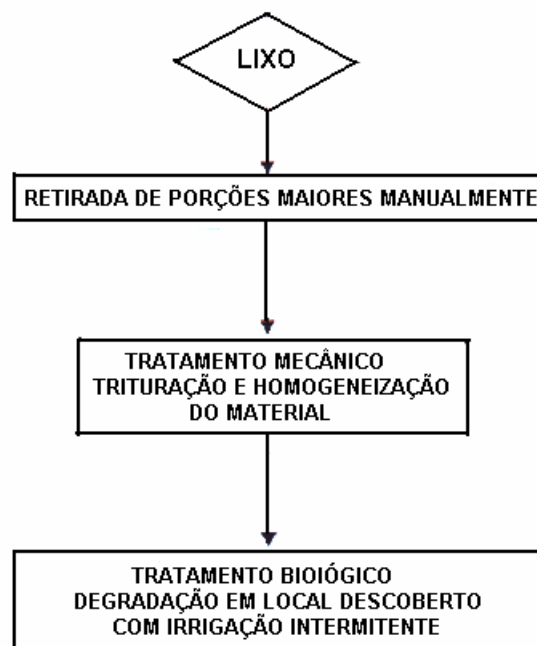 LIXO
RETIRADA DE PORÇÕES MAIORES MANUALMENTE
TRATAMENTO MECÂNICO
TRITURAÇÃO E HOMOGENEIZAÇÃO
DO MATERIAL
TRATAMENTO BIOIÓGICO
DEGRADAÇÃO EM LOCAL DESCOBERTO
COM IRRIGAÇÃO INTERMITENTE